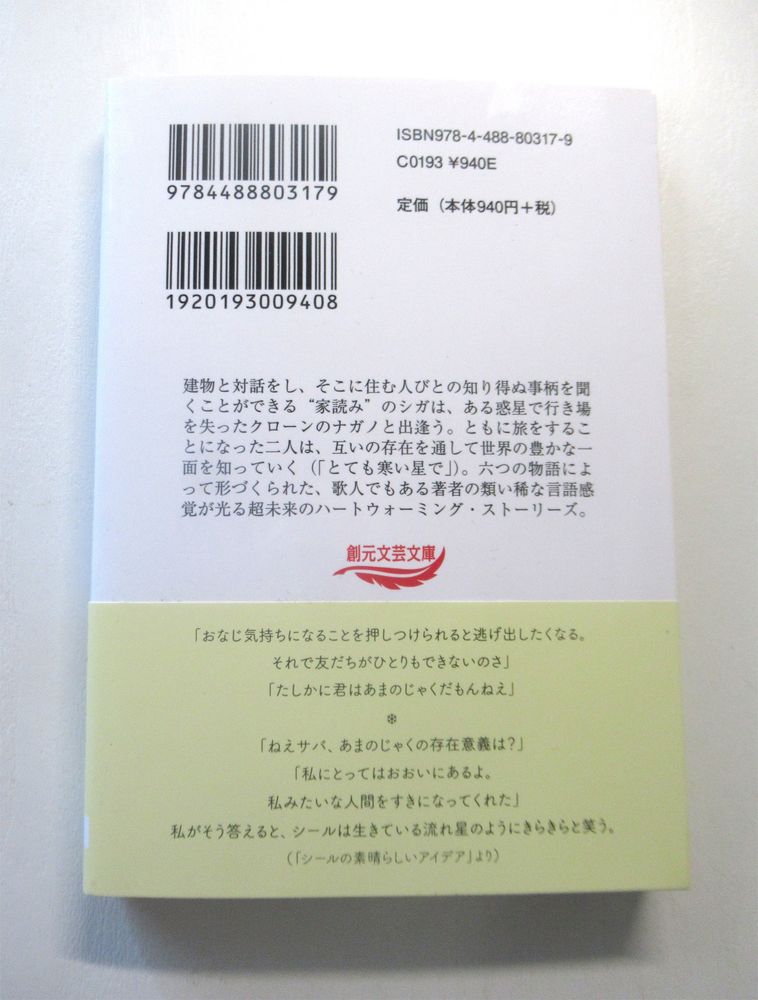 9784488803179
ISBN978-4-488-80317-9
C0193 ¥940E
定価（本体940円＋税）
1920193009408
建物と対話をし、そこに住む人びとの知り得ぬ事柄を聞
くことができる“家読み”のシガは、ある惑星で行き場
を失ったクローンのナガノと出逢う。ともに旅をするこ
とになった二人は、互いの存在を通して世界の豊かな一
面を知っていく（「とても寒い星で」）。六つの物語によ
って形づくられた、歌人でもある著者の類い稀な言語感
覚が光る超未来のハートウォーミング・ストーリーズ。
創元文芸文庫
「おなじ気持ちになることを押しつけられると逃げ出したくなる。
それで友だちがひとりもできないのさ」
「たしかに君はあまのじゃくだもんねえ」
「ねえサバ、あまのじゃくの存在意義は？」
「私にとってはおおいにあるよ。
私みたいな人間をすきになってくれた」
私がそう答えると、シールは生きている流れ星のようにきらきらと笑う。
（「シールの素晴らしいアイデア」より）